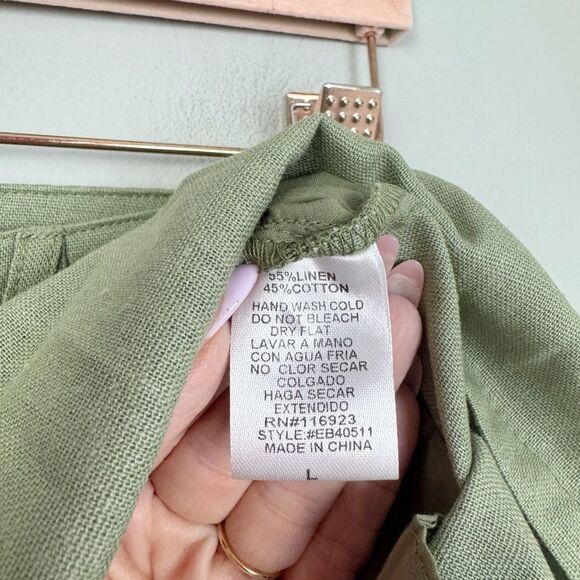 55%LINEN
45%COTTON
HAND WASH COLD
DO NOT BLEACH
DRY FLAT
LAVAR A MANO
CON AGUA FRIA
NO CLOR SECAR
COLGADO
HAGA SECAR
EXTENDIDO
RN#116923
STYLE:#EB40511
MADE IN CHINA
L